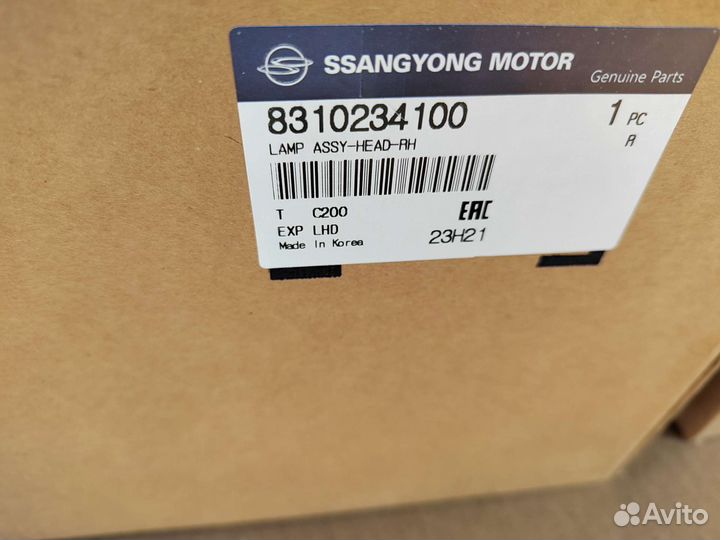 SSANGYONG MOTOR
Genuine Parts
8310234100
1 PC
LAMP ASSY-HEAD-RH
R
T C200
EAC
EXP LHD
23H21
Made In Korea
Avito